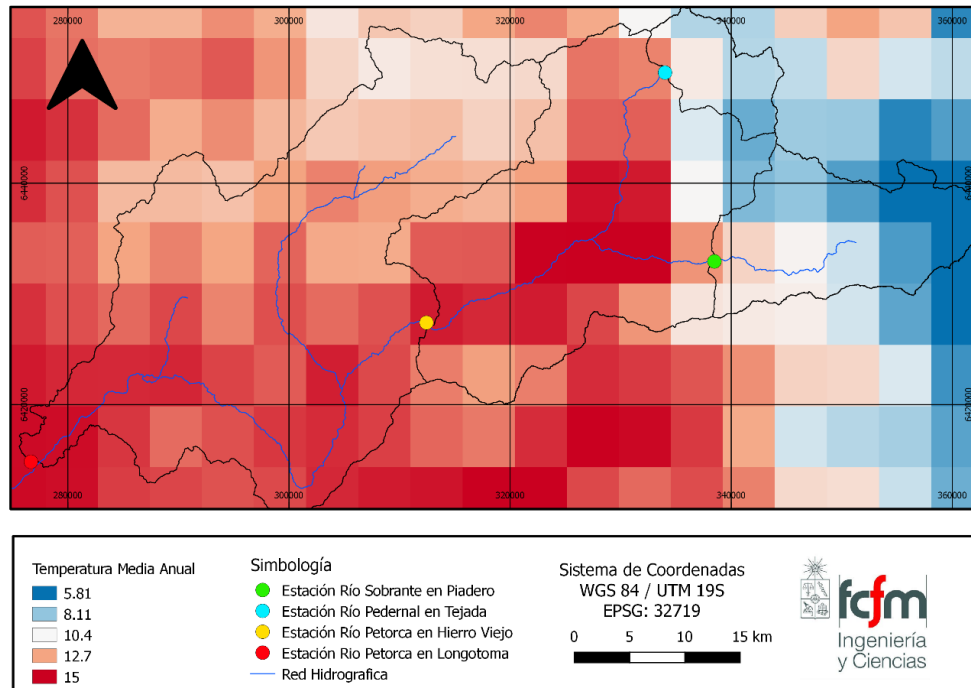 280000 300000 320000 340000 360000
6440000 6440000
6420000 6420000
280000 300000 320000 340000 360000
Temperatura Media Anual
5.81
8.11
10.4
12.7
15
Simbología
Estación Río Sobrante en Piadero
Estación Río Pedernal en Tejada
Estación Río Petorca en Hierro Viejo
Estación Rio Petorca en Longotoma
Red Hidrografica
Sistema de Coordenadas
WGS 84 / UTM 19S
EPSG: 32719
0 5 10 15 km
fcfm
Ingeniería
y Ciencias